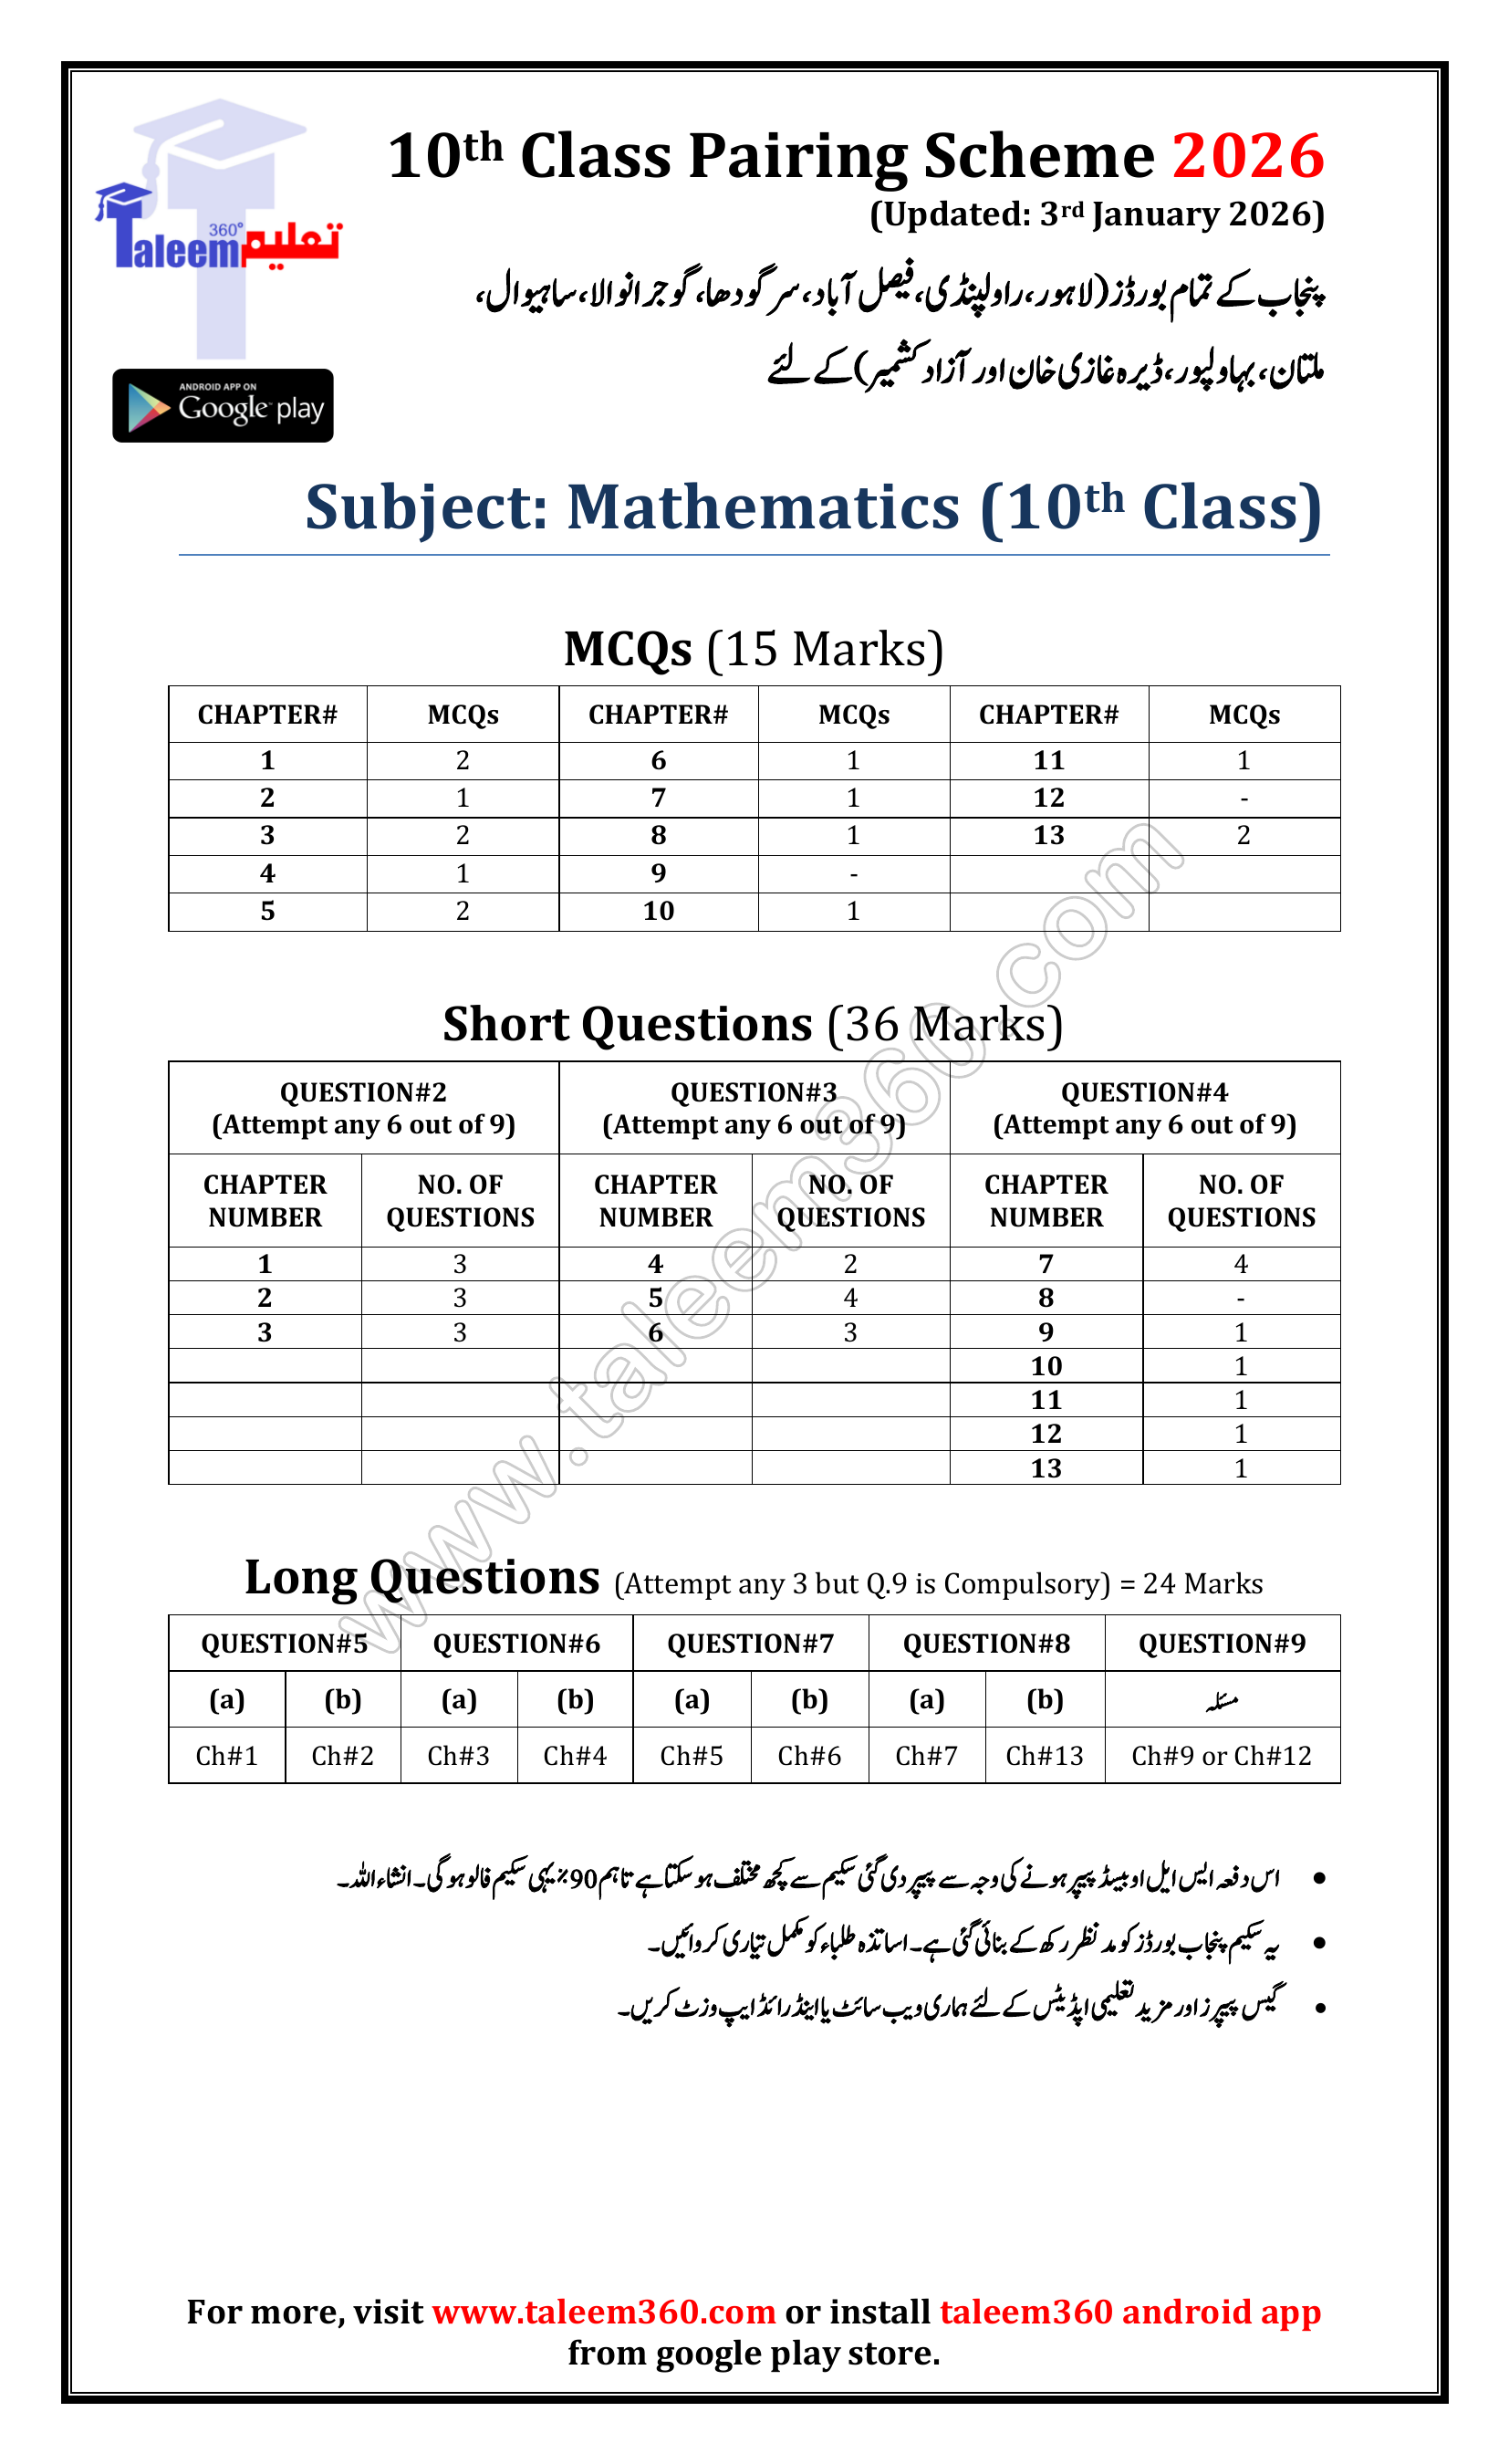 10th Class Pairing Scheme 2026
(Updated: 3rd January 2026)
Taleem 360° تعلیم
پنجاب کے تمام بورڈز (لاہور، راولپنڈی، فیصل آباد، سرگودھا، گوجرانوالا، ساہیوال،
ملتان، بہاولپور، ڈیرہ غازی خان اور آزاد کشمیر) کے لئے
ANDROID APP ON
Google play
Subject: Mathematics (10th Class)
MCQs (15 Marks)
CHAPTER# MCQs CHAPTER# MCQs CHAPTER# MCQs
1 2 6 1 11 1
2 1 7 1 12 -
3 2 8 1 13 2
4 1 9 -
5 2 10 1
Short Questions (36 Marks)
QUESTION#2 QUESTION#3 QUESTION#4
(Attempt any 6 out of 9) (Attempt any 6 out of 9) (Attempt any 6 out of 9)
CHAPTER NO. OF CHAPTER NO. OF CHAPTER NO. OF
NUMBER QUESTIONS NUMBER QUESTIONS NUMBER QUESTIONS
1 3 4 2 7 4
2 3 5 4 8 -
3 3 6 3 9 1
10 1
11 1
12 1
13 1
Long Questions (Attempt any 3 but Q.9 is Compulsory) = 24 Marks
QUESTION#5 QUESTION#6 QUESTION#7 QUESTION#8 QUESTION#9
(a) (b) (a) (b) (a) (b) (a) (b) مسئلہ
Ch#1 Ch#2 Ch#3 Ch#4 Ch#5 Ch#6 Ch#7 Ch#13 Ch#9 or Ch#12
www.taleem360.com
• اس دفعہ ایس ایل او بیسڈ پیپر ہونے کی وجہ سے پیپر دی گئی سکیم سے کچھ مختلف ہو سکتا ہے تاہم 90٪ یہی سکیم فالو ہو گی۔ انشاءاللہ۔
• یہ سکیم پنجاب بورڈز کو مد نظر رکھ کے بنائی گئی ہے۔ اساتذہ طلباء کو مکمل تیاری کروائیں۔
• گیس پیپرز اور مزید تعلیمی اپڈیٹس کے لئے ہماری ویب سائٹ یا اینڈرائڈ ایپ وزٹ کریں۔
For more, visit www.taleem360.com or install taleem360 android app
from google play store.